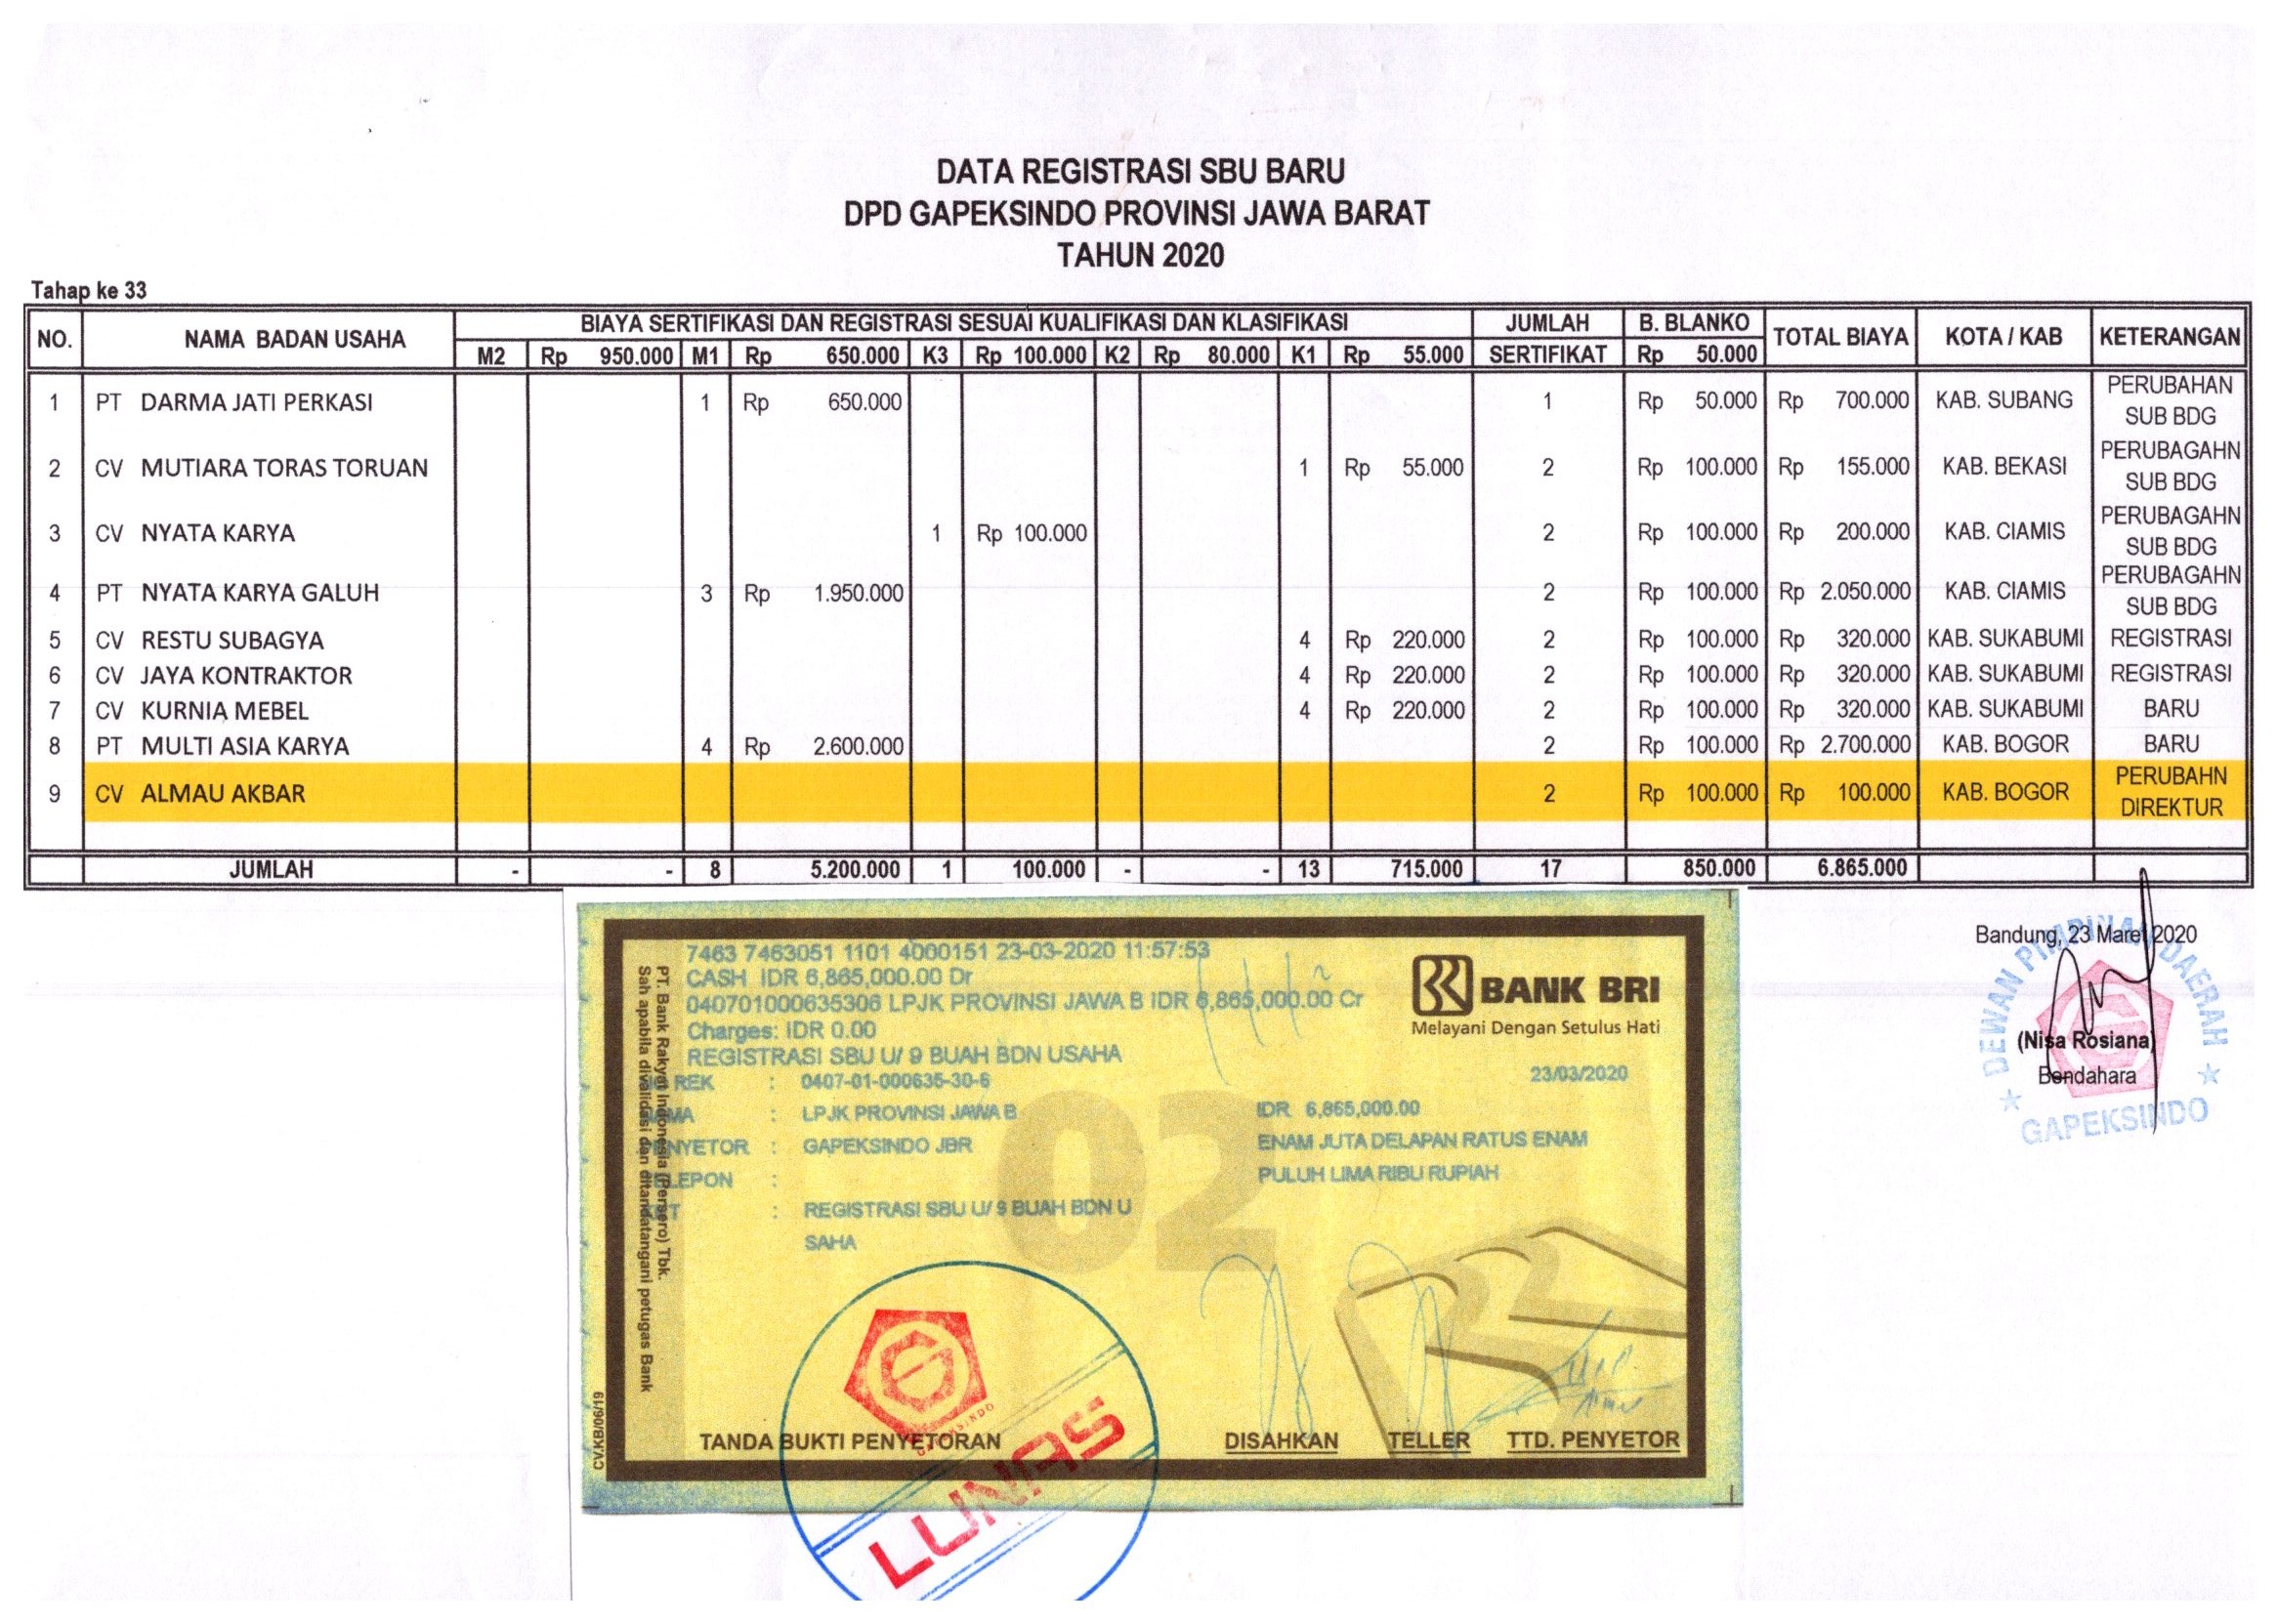 DATA REGISTRASI SBU BARU
DPD GAPEKSINDO PROVINSI JAWA BARAT
TAHUN 2020
Tahap ke 33
NO. NAMA BADAN USAHA BIAYA SERTIFIKASI DAN REGISTRASI SESUAI KUALIFIKASI DAN KLASIFIKASI JUMLAH SERTIFIKAT B. BLANKO TOTAL BIAYA KOTA / KAB KETERANGAN
M2 Rp 950.000 M1 Rp 650.000 K3 Rp 100.000 K2 Rp 80.000 K1 Rp 55.000 Rp 50.000
1 PT DARMA JATI PERKASI 1 Rp 650.000 1 Rp 50.000 Rp 700.000 KAB. SUBANG PERUBAHAN SUB BDG
2 CV MUTIARA TORAS TORUAN 1 Rp 55.000 2 Rp 100.000 Rp 155.000 KAB. BEKASI PERUBAGAHN SUB BDG
3 CV NYATA KARYA 1 Rp 100.000 2 Rp 100.000 Rp 200.000 KAB. CIAMIS PERUBAGAHN SUB BDG
4 PT NYATA KARYA GALUH 3 Rp 1.950.000 2 Rp 100.000 Rp 2.050.000 KAB. CIAMIS PERUBAGAHN SUB BDG
5 CV RESTU SUBAGYA 4 Rp 220.000 2 Rp 100.000 Rp 320.000 KAB. SUKABUMI REGISTRASI
6 CV JAYA KONTRAKTOR 4 Rp 220.000 2 Rp 100.000 Rp 320.000 KAB. SUKABUMI REGISTRASI
7 CV KURNIA MEBEL 4 Rp 220.000 2 Rp 100.000 Rp 320.000 KAB. SUKABUMI BARU
8 PT MULTI ASIA KARYA 4 Rp 2.600.000 2 Rp 100.000 Rp 2.700.000 KAB. BOGOR BARU
9 CV ALMAU AKBAR 2 Rp 100.000 Rp 100.000 KAB. BOGOR PERUBAHN DIREKTUR
JUMLAH - - 8 5.200.000 1 100.000 - - 13 715.000 17 850.000 6.865.000
Bandung, 23 Maret 2020
DEWAN PIMPINAN DAERAH
(Nisa Rosiana)
Bendahara
GAPEKSINDO
7463 7463051 1101 4000151 23-03-2020 11:57:53
CASH IDR 6,865,000.00 Dr
040701000635306 LPJK PROVINSI JAWA B IDR 6,865,000.00 Cr
Charges: IDR 0.00
REGISTRASI SBU U/ 9 BUAH BDN USAHA
BANK BRI
Melayani Dengan Setulus Hati
REK : 0407-01-000635-30-6
23/03/2020
NAMA : LPJK PROVINSI JAWA B
IDR 6,865,000.00
PENYETOR : GAPEKSINDO JBR
ENAM JUTA DELAPAN RATUS ENAM
TELEPON :
PULUH LIMA RIBU RUPIAH
KET : REGISTRASI SBU U/ 9 BUAH BDN U
SAHA
02
PT. Bank Rakyat Indonesia (Persero) Tbk.
Sah apabila divalidasi dan ditandatangani petugas Bank
CV.KB/06/19
TANDA BUKTI PENYETORAN
DISAHKAN TELLER TTD. PENYETOR
GAPEKSINDO
LUNAS